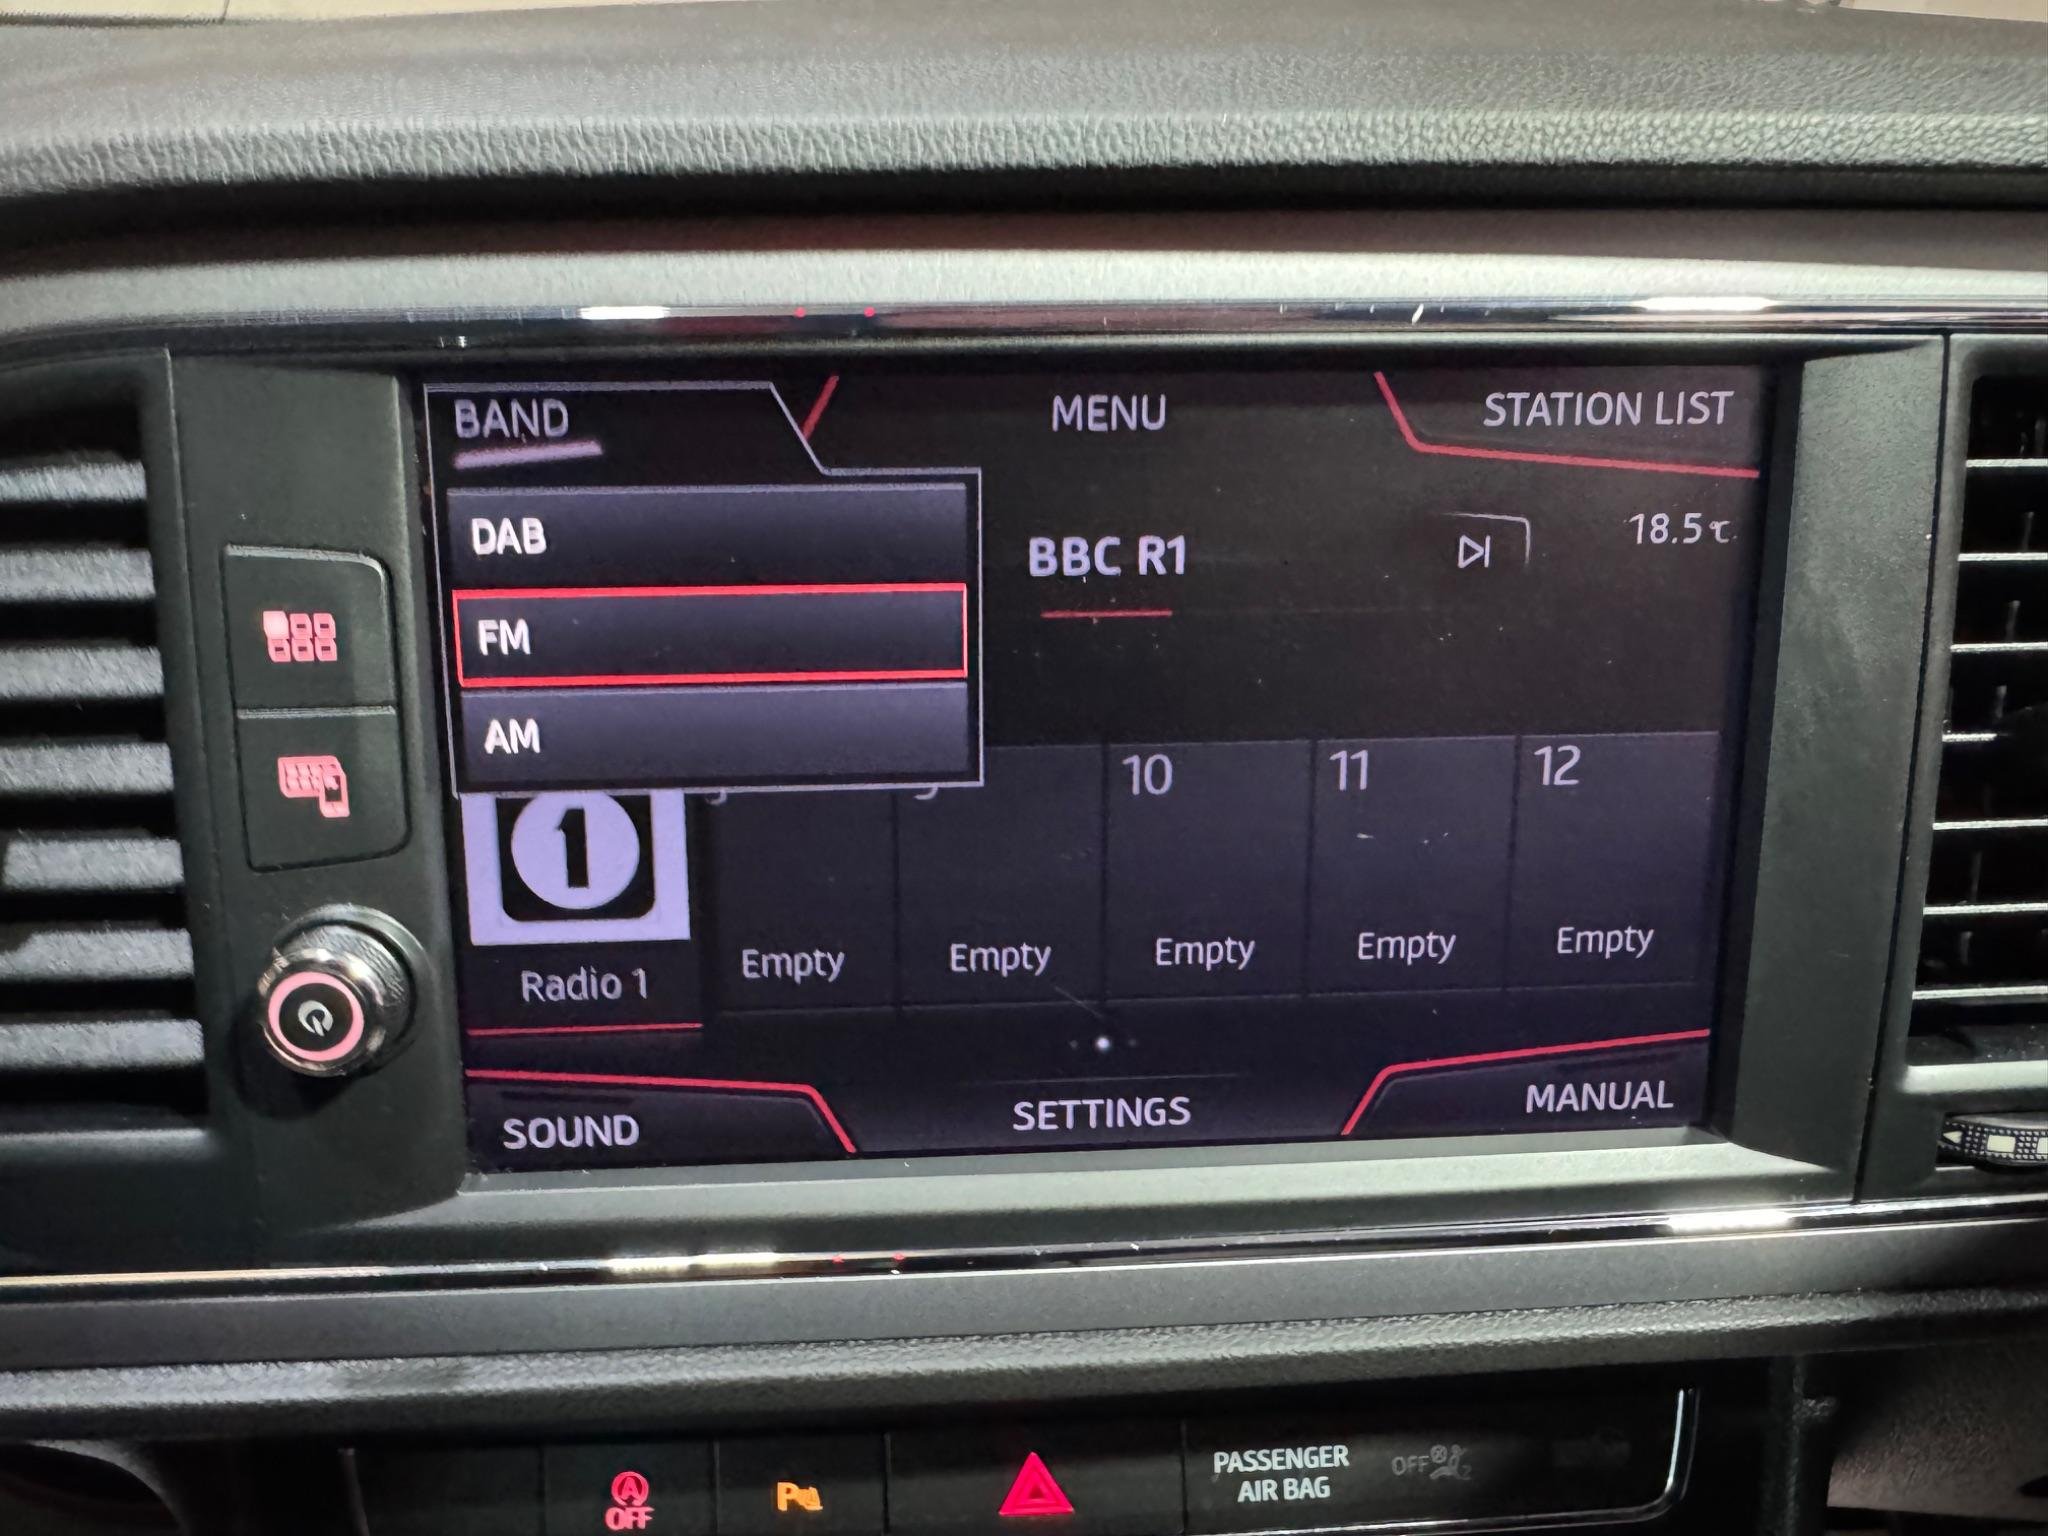 BAND
MENU
STATION LIST
DAB
FM
AM
BBC R1
18.5°C
10
11
12
1
Radio 1
Empty
Empty
Empty
Empty
Empty
SOUND
SETTINGS
MANUAL
A
OFF
P
PASSENGER
AIR BAG
OFF